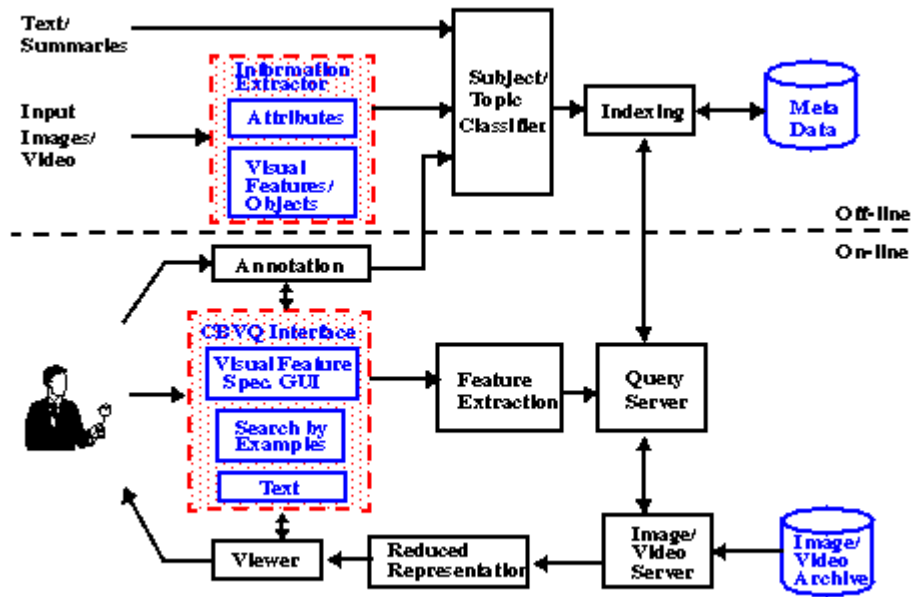 Text/
Summaries
Information
Extractor
Attributes
Visual
Features/
Objects
Input
Images/
Video
Subject/
Topic
Classifier
Indexing
Meta
Data
Off-line
On-line
Annotation
CBVQ Interface
Visual Feature
Spec. GUI
Search by
Examples
Text
Feature
Extraction
Query
Server
Viewer
Reduced
Representation
Image/
Video
Server
Image/
Video
Archive